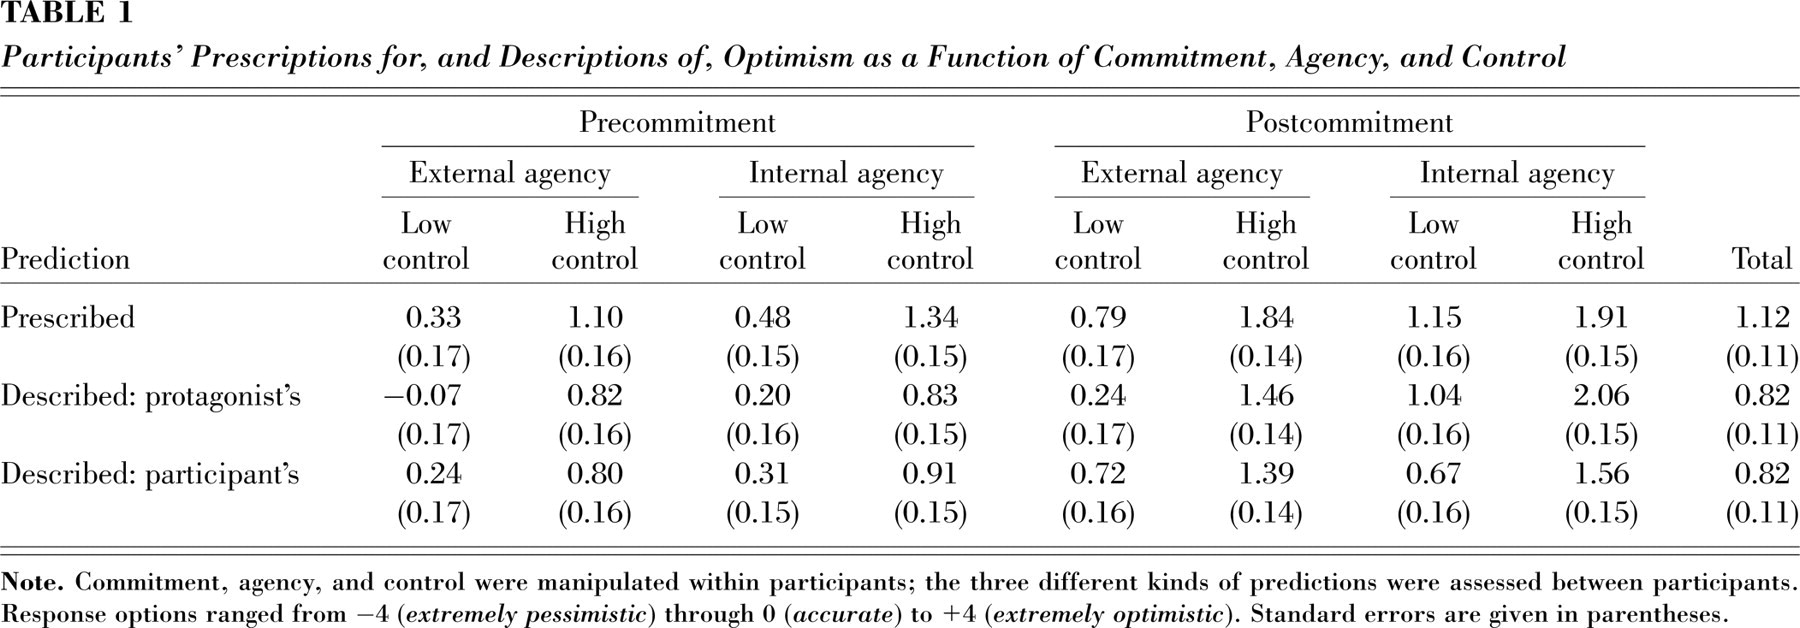 TABLE 1
Participants' Prescriptions for, and Descriptions of, Optimism as a Function of Commitment, Agency, and Control
Precommitment Postcommitment
External agency Internal agency External agency Internal agency
Low High Low High Low High Low High
Prediction control control control control control control control control Total
Prescribed 0.33 1.10 0.48 1.34 0.79 1.84 1.15 1.91 1.12
(0.17) (0.16) (0.15) (0.15) (0.17) (0.14) (0.16) (0.15) (0.11)
Described: protagonist's −0.07 0.82 0.20 0.83 0.24 1.46 1.04 2.06 0.82
(0.17) (0.16) (0.16) (0.15) (0.17) (0.14) (0.16) (0.15) (0.11)
Described: participant's 0.24 0.80 0.31 0.91 0.72 1.39 0.67 1.56 0.82
(0.17) (0.16) (0.15) (0.15) (0.16) (0.14) (0.16) (0.15) (0.11)
Note. Commitment, agency, and control were manipulated within participants; the three different kinds of predictions were assessed between participants.
Response options ranged from −4 (extremely pessimistic) through 0 (accurate) to +4 (extremely optimistic). Standard errors are given in parentheses.